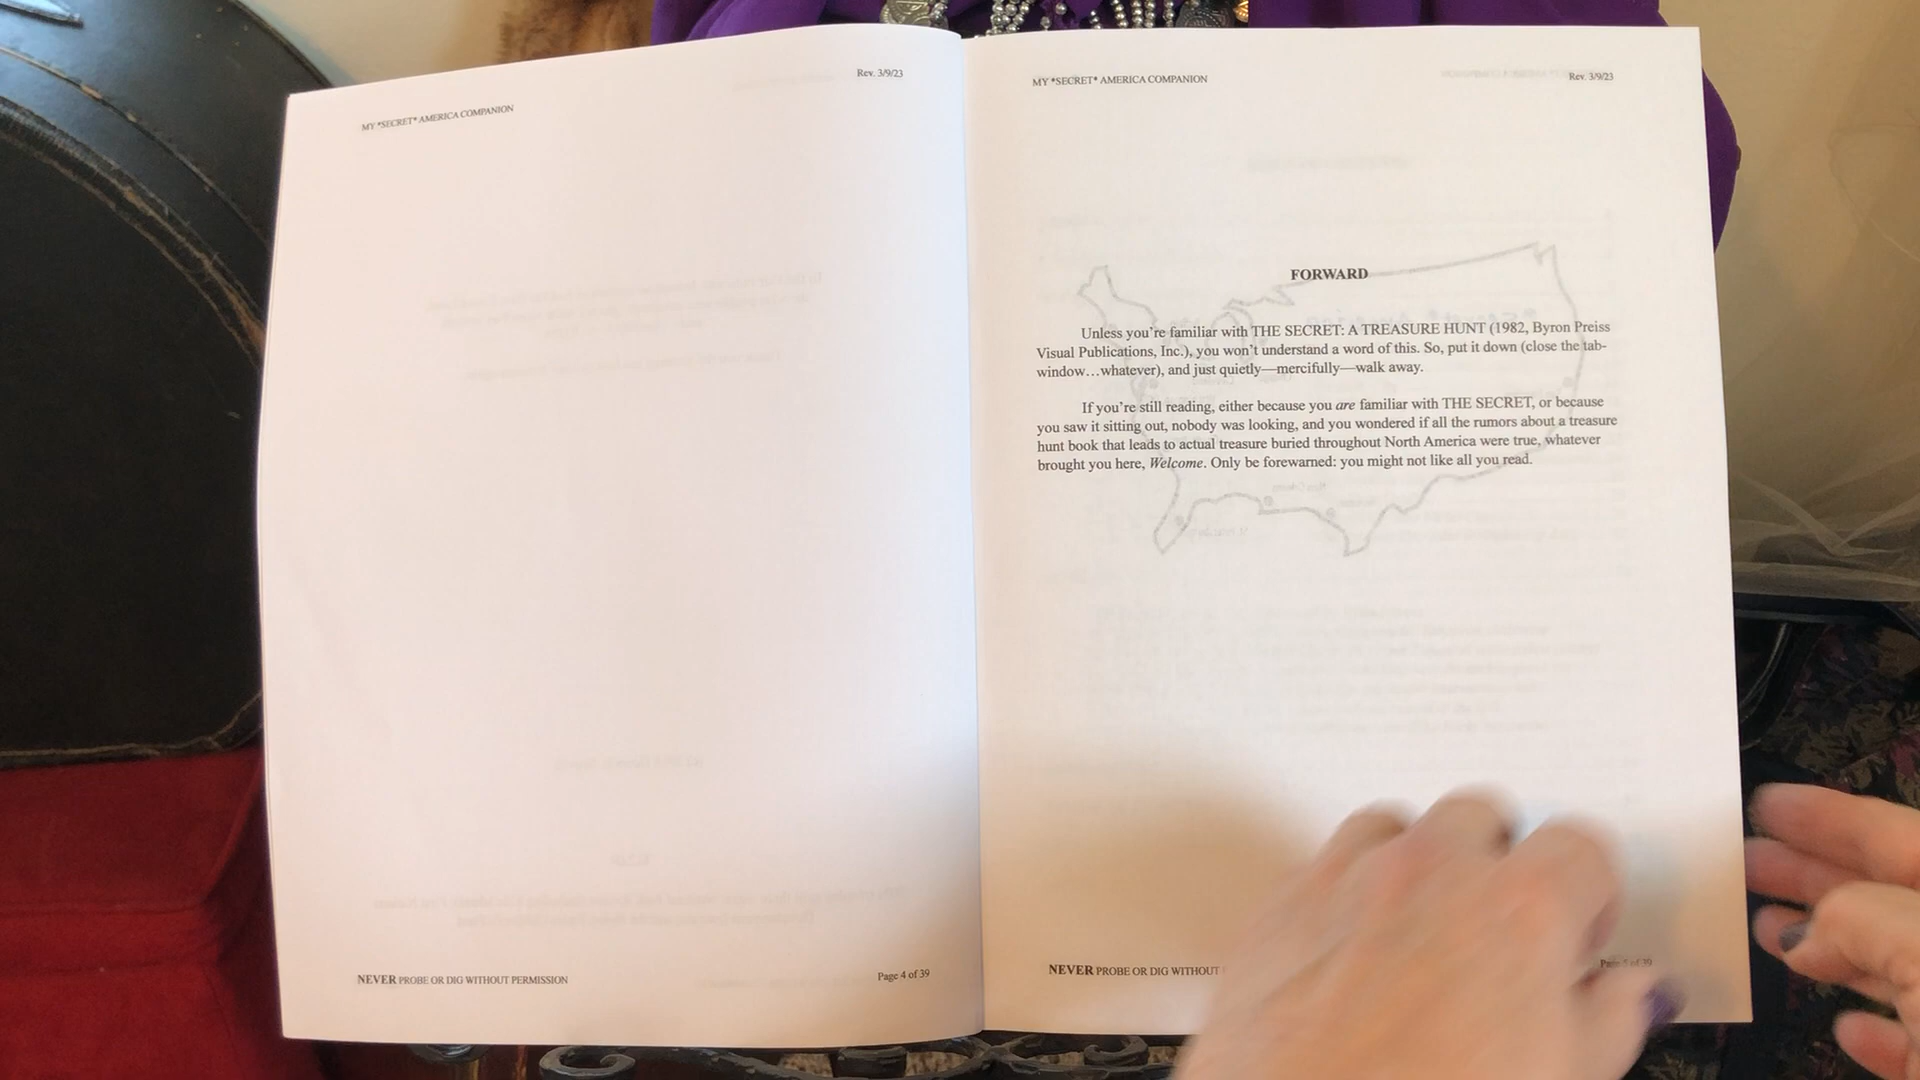 Rev. 3/9/23
MY *SECRET* AMERICA COMPANION
NEVER PROBE OR DIG WITHOUT PERMISSION
Page 4 of 39
MY *SECRET* AMERICA COMPANION
Rev. 3/9/23
FORWARD
Unless you're familiar with THE SECRET: A TREASURE HUNT (1982, Byron Preiss
Visual Publications, Inc.), you won't understand a word of this. So, put it down (close the tab-
window…whatever), and just quietly—mercifully—walk away.
If you're still reading, either because you are familiar with THE SECRET, or because
you saw it sitting out, nobody was looking, and you wondered if all the rumors about a treasure
hunt book that leads to actual treasure buried throughout North America were true, whatever
brought you here, Welcome. Only be forewarned: you might not like all you read.
NEVER PROBE OR DIG WITHOUT
Page 5 of 39